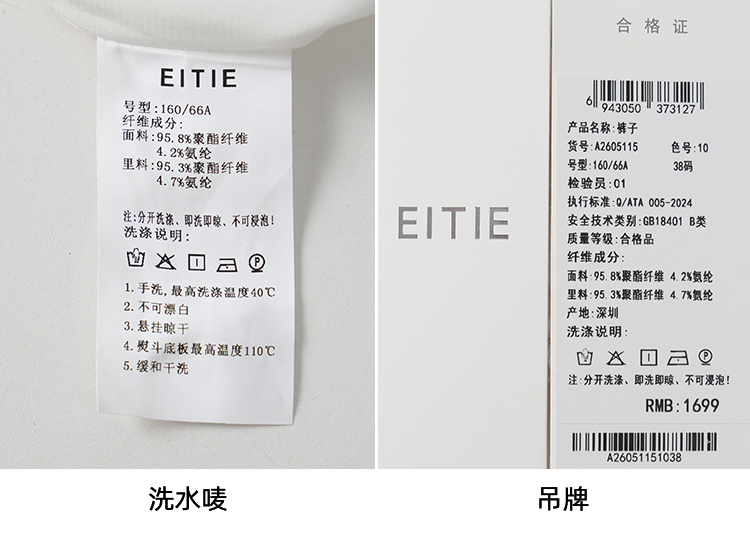 EITIE
号型:160/66A
纤维成分:
面料:95.8%聚酯纤维
4.2%氨纶
里料:95.3%聚酯纤维
4.7%氨纶
注:分开洗涤、即洗即晾、不可浸泡!
洗涤说明:
1.手洗,最高洗涤温度40℃
2.不可漂白
3.悬挂晾干
4.熨斗底板最高温度110℃
5.缓和干洗
洗水唛
EITIE
合格证
6 943050 373127
产品名称:裤子
货号:A2605115 色号:10
号型:160/66A 38码
检验员:01
执行标准:Q/ATA 005-2024
安全技术类别:GB18401 B类
质量等级:合格品
纤维成分:
面料:95.8%聚酯纤维 4.2%氨纶
里料:95.3%聚酯纤维 4.7%氨纶
产地:深圳
洗涤说明:
P
注:分开洗涤、即洗即晾、不可浸泡!
RMB:1699
A26051151038
吊牌